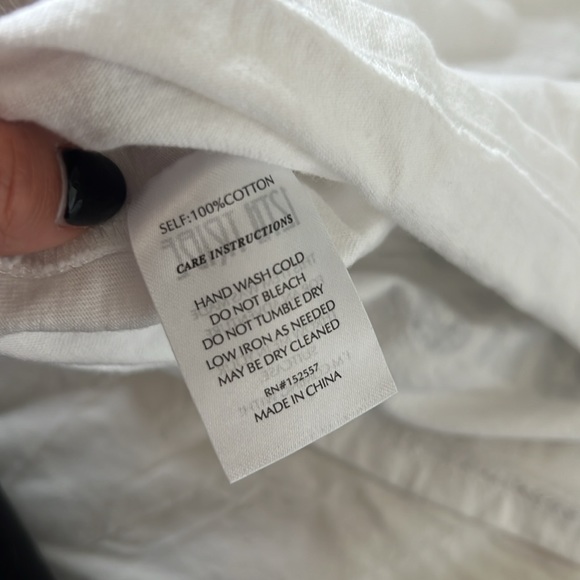 SELF:100%COTTON
CARE INSTRUCTIONS
HAND WASH COLD
DO NOT BLEACH
DO NOT TUMBLE DRY
LOW IRON AS NEEDED
MAY BE DRY CLEANED
RN#152557
MADE IN CHINA